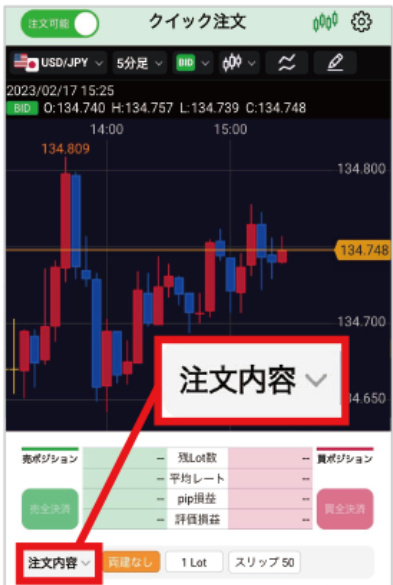 注文可能 クイック注文
USD/JPY 5分足 BID
2023/02/17 15:25
BID O:134.740 H:134.757 L:134.739 C:134.748
14:00 15:00
134.809
134.800
134.748
134.700
注文内容
4.650
売ポジション -- 残Lot数 -- 買ポジション
-- 平均レート --
売全決済 -- pip損益 -- 買全決済
-- 評価損益 --
注文内容 両建なし 1 Lot スリップ 50